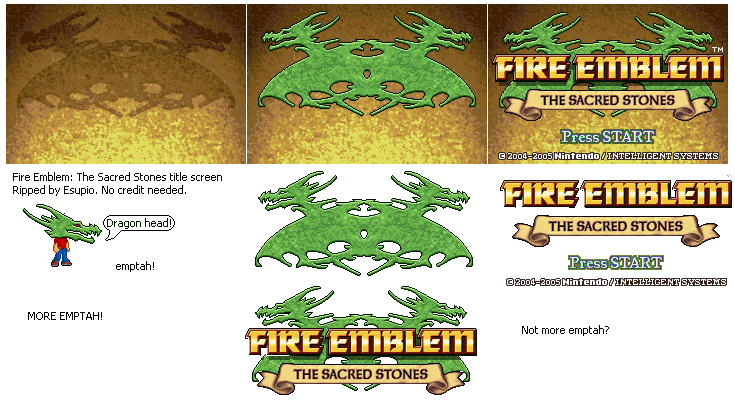 FIRE EMBLEM
TM
THE SACRED STONES
Press START
© 2004-2005 Nintendo / INTELLIGENT SYSTEMS
Fire Emblem: The Sacred Stones title screen
Ripped by Esupio. No credit needed.
Dragon head!
emptah!
FIRE EMBLEM
THE SACRED STONES
Press START
© 2004-2005 Nintendo / INTELLIGENT SYSTEMS
MORE EMPTAH!
FIRE EMBLEM
THE SACRED STONES
Not more emptah?